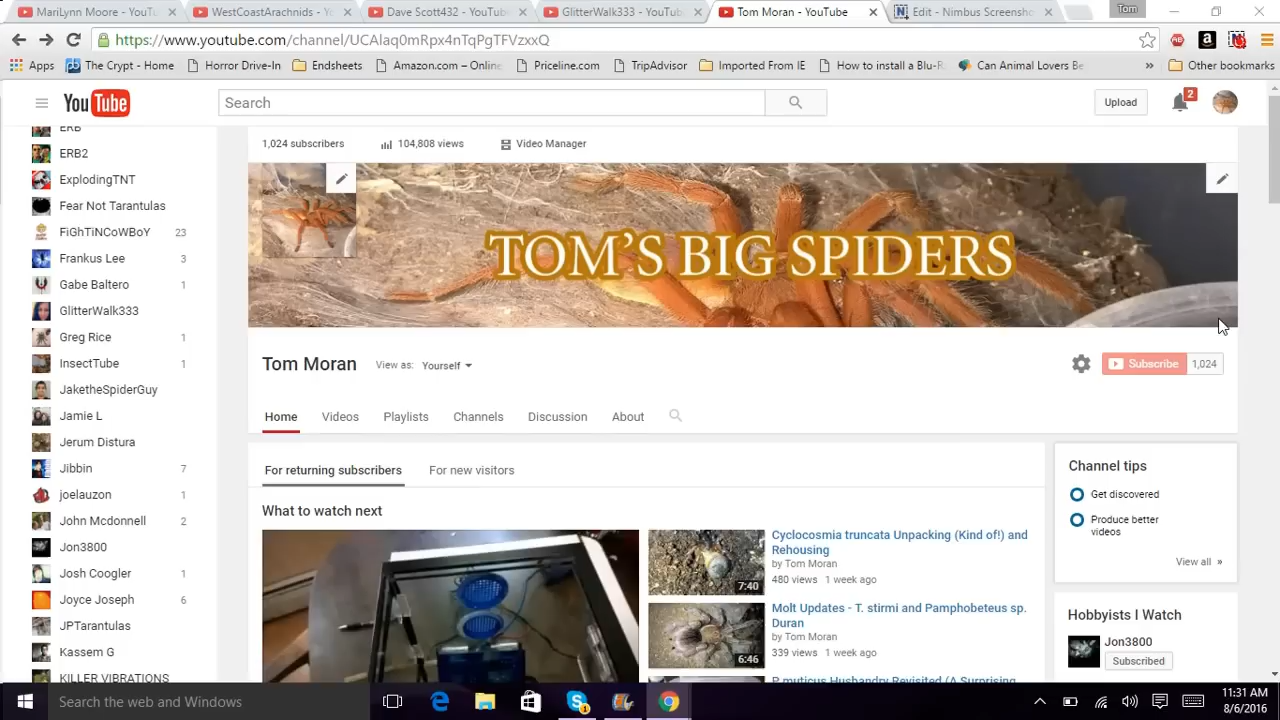 MariLynn Moore - YouTu
WestCoastArachnids - Yo
Dave Scott432 - YouTub
GlitterWalk333 - YouTub
Tom Moran - YouTube
Edit - Nimbus Screensho
Tom
https://www.youtube.com/channel/UCAlaq0mRpx4nTqPgTFVzxxQ
Apps
The Crypt - Home
Horror Drive-In
Endsheets
Amazon.com – Online
Priceline.com
TripAdvisor
Imported From IE
How to install a Blu-R
Can Animal Lovers Be
»
Other bookmarks
YouTube
Search
Upload
2
ERB
ERB2
ExplodingTNT
Fear Not Tarantulas
FiGhTiNCoWBoY 23
Frankus Lee 3
Gabe Baltero 1
GlitterWalk333
Greg Rice 1
InsectTube 1
JaketheSpiderGuy
Jamie L
Jerum Distura
Jibbin 7
joelauzon 1
John Mcdonnell 2
Jon3800
Josh Coogler 1
Joyce Joseph 6
JPTarantulas
Kassem G
KILLER VIBRATIONS
1,024 subscribers
104,808 views
Video Manager
TOM'S BIG SPIDERS
Tom Moran
View as: Yourself
Subscribe 1,024
Home
Videos
Playlists
Channels
Discussion
About
For returning subscribers
For new visitors
What to watch next
7:40
Cyclocosmia truncata Unpacking (Kind of!) and
Rehousing
by Tom Moran
480 views 1 week ago
6:46
Molt Updates - T. stirmi and Pamphobeteus sp.
Duran
by Tom Moran
339 views 1 week ago
P muticus Husbandry Revisited (A Surprising
Channel tips
Get discovered
Produce better
videos
View all »
Hobbyists I Watch
Jon3800
Subscribed
Search the web and Windows
11:31 AM
8/6/2016